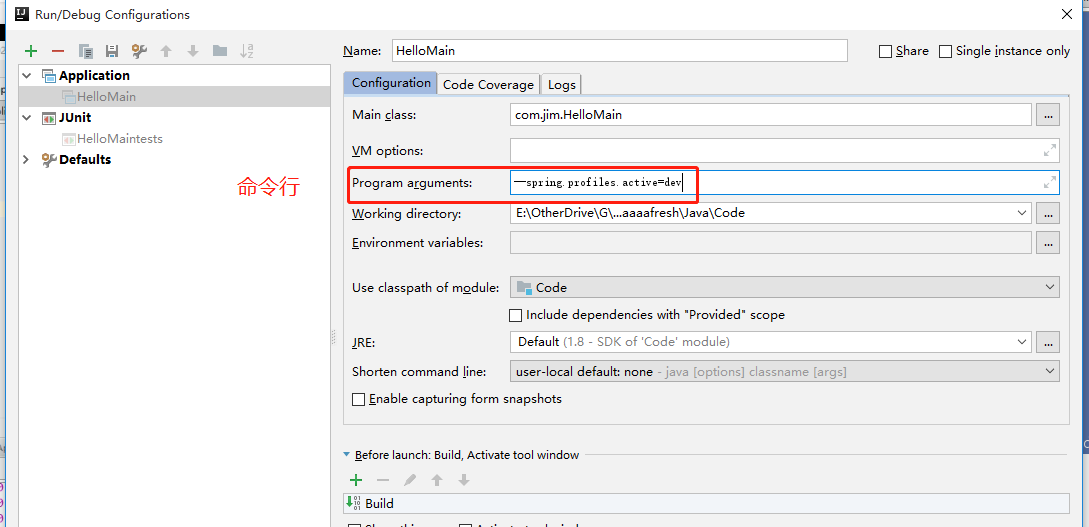 Run/Debug Configurations
Name: HelloMain Share Single instance only
Application
HelloMain
JUnit
HelloMaintests
Defaults
命令行
Configuration Code Coverage Logs
Main class: com.jim.HelloMain ...
VM options:
Program arguments: --spring.profiles.active=dev
Working directory: E:\OtherDrive\G\...aaaafresh\Java\Code ...
Environment variables: ...
Use classpath of module: Code
Include dependencies with "Provided" scope
JRE: Default (1.8 - SDK of 'Code' module) ...
Shorten command line: user-local default: none - java [options] classname [args]
Enable capturing form snapshots
Before launch: Build, Activate tool window
Build